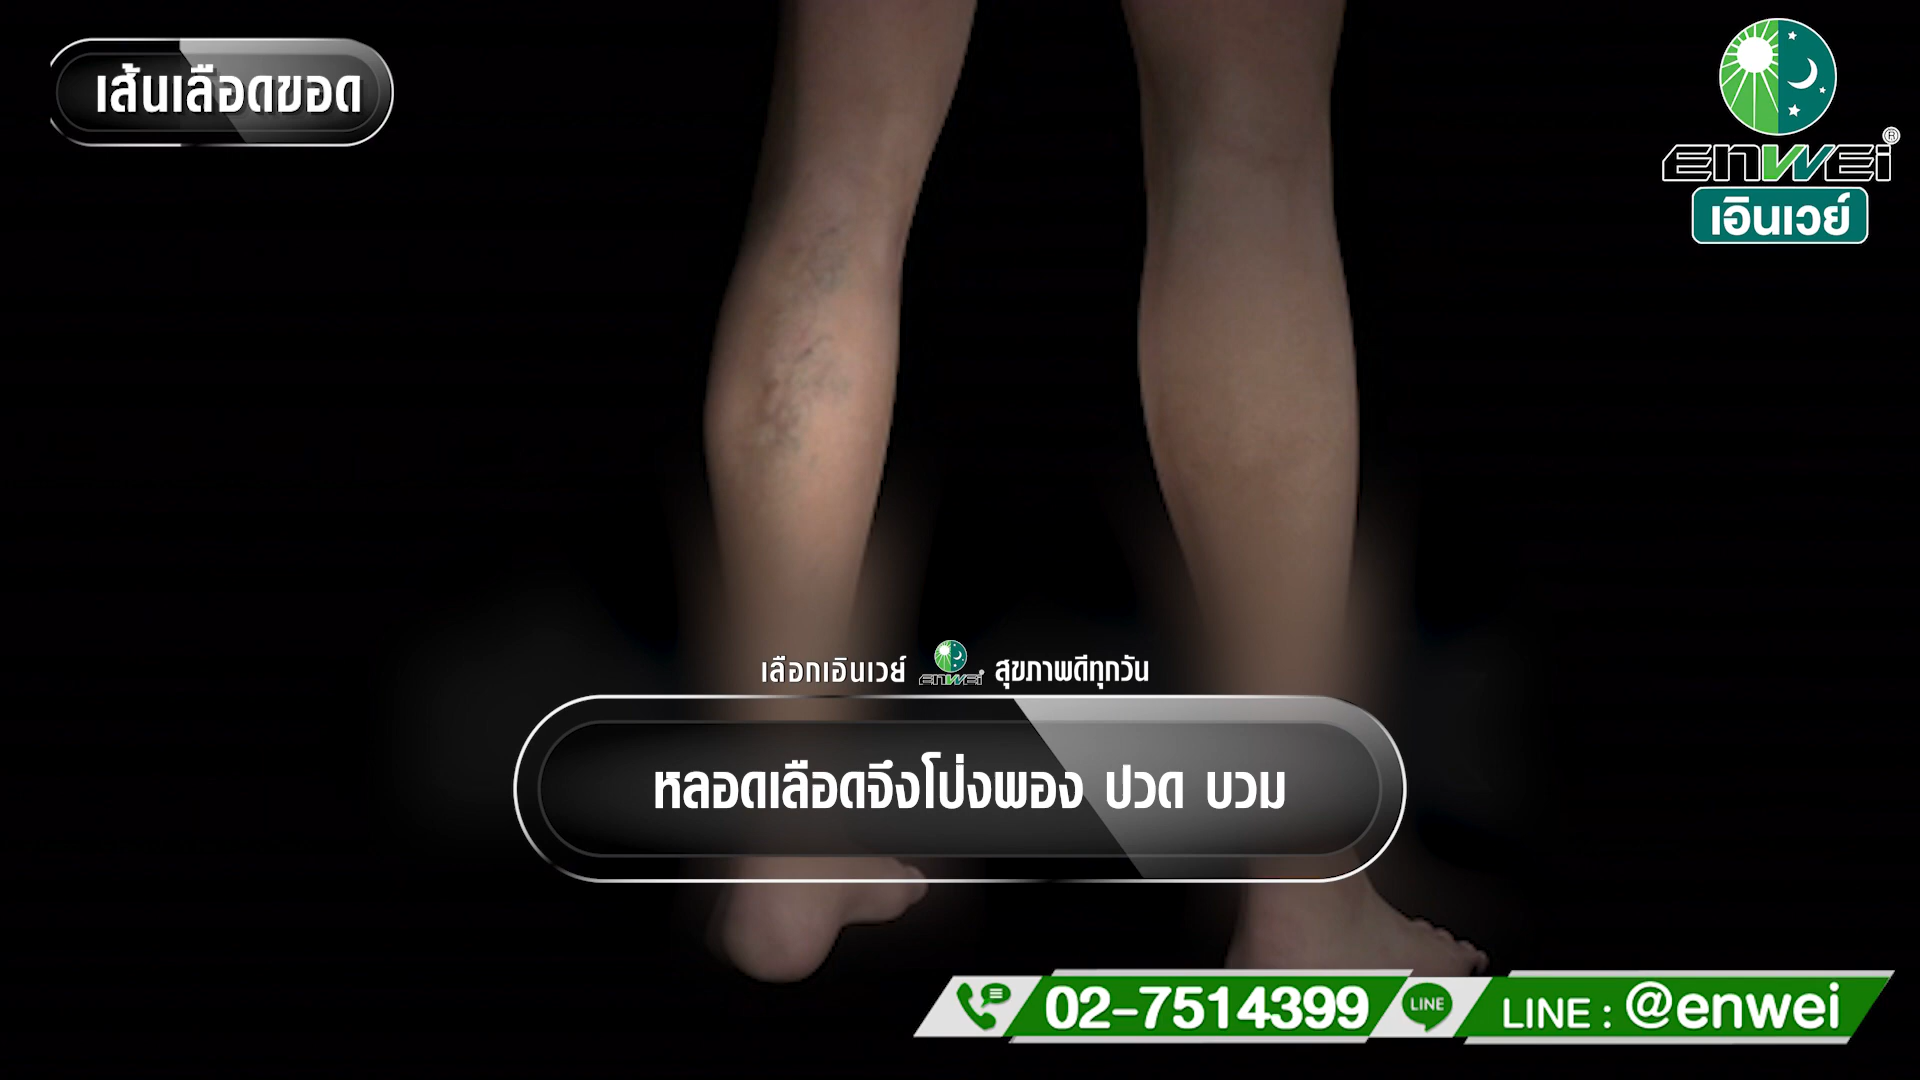 เส้นเลือดขอด
enwei®
เอินเวย์
เลือกเอินเวย์ enwei® สุขภาพดีทุกวัน
หลอดเลือดจึงโป่งพอง ปวด บวม
02-7514399 LINE LINE : @enwei